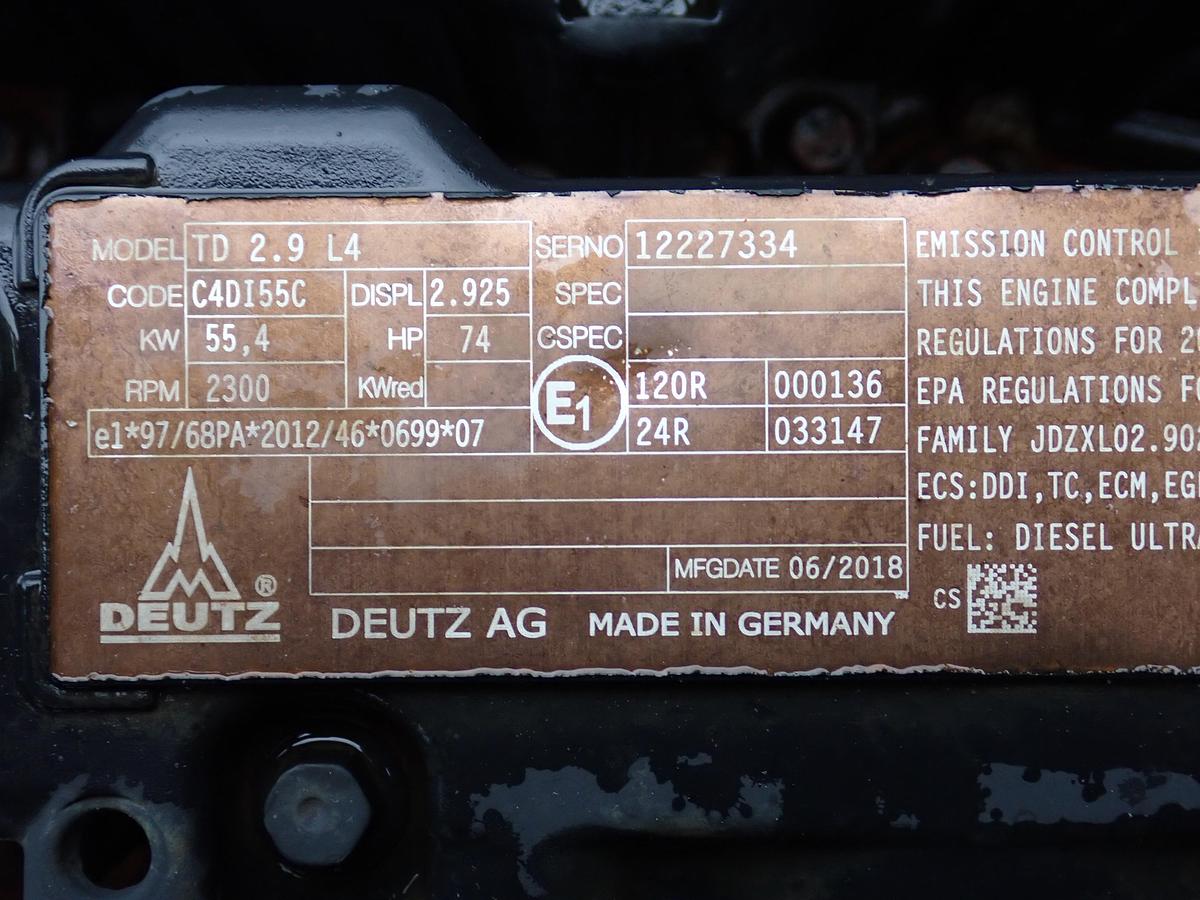 MODEL TD 2.9 L4 SERNO 12227334
CODE C4DI55C DISPL 2.925 SPEC
KW 55,4 HP 74 CSPEC
RPM 2300 KWred E1 120R 000136
e1*97/68PA*2012/46*0699*07 24R 033147
MFGDATE 06/2018
DEUTZ ®
DEUTZ AG MADE IN GERMANY
EMISSION CONTROL
THIS ENGINE COMPL
REGULATIONS FOR 2
EPA REGULATIONS F
FAMILY JDZXL02.90
ECS:DDI,TC,ECM,EG
FUEL: DIESEL ULTR
CS